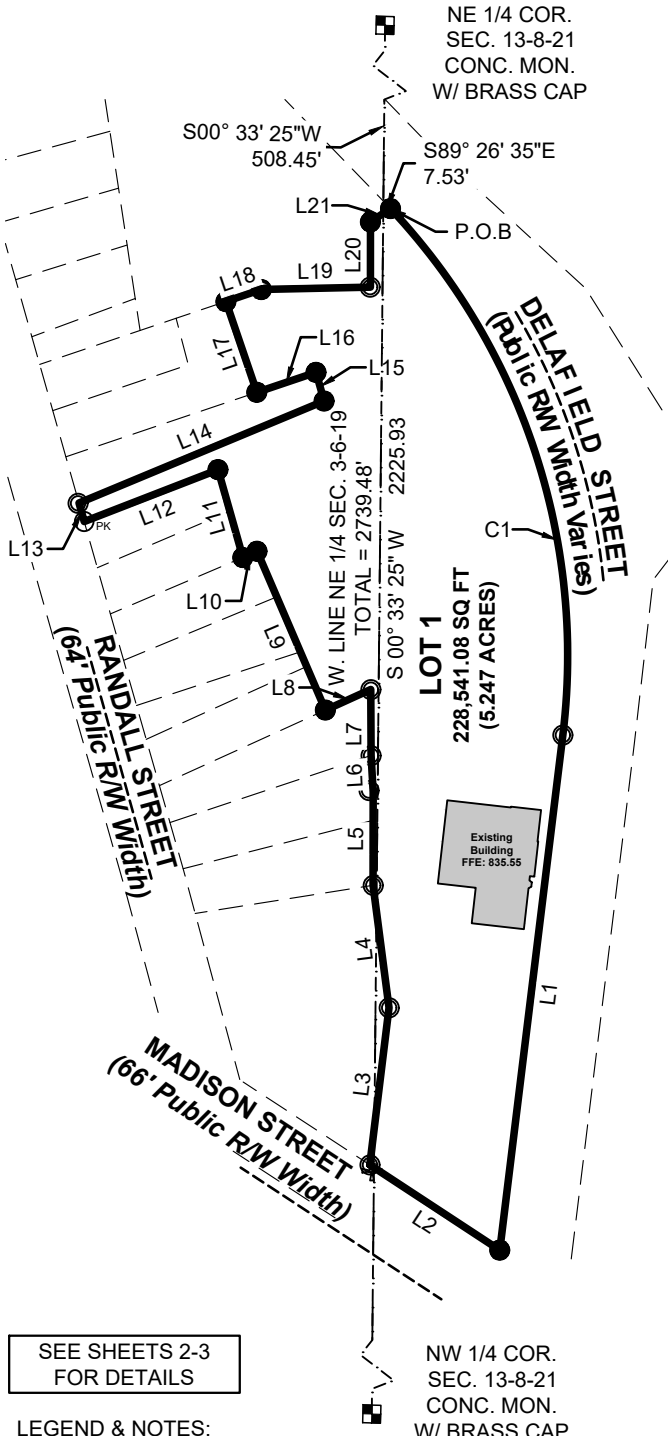 NE 1/4 COR.
SEC. 13-8-21
CONC. MON.
W/ BRASS CAP
S00° 33' 25"W
508.45'
S89° 26' 35"E
7.53'
L21
P.O.B
L20
L19
L18
L17
L16
L15
L14
L12
L13
PK
L11
L10
L9
L8
L7
L6
L5
L4
L3
L2
L1
C1
DELAFIELD STREET
(Public R/W Width Varies)
W. LINE NE 1/4 SEC. 3-6-19
TOTAL = 2739.48'
S 00° 33' 25" W 2225.93
LOT 1
228,541.08 SQ FT
(5.247 ACRES)
RANDALL STREET
(64' Public R/W Width)
Existing
Building
FFE: 835.55
MADISON STREET
(66' Public R/W Width)
SEE SHEETS 2-3
FOR DETAILS
NW 1/4 COR.
SEC. 13-8-21
CONC. MON.
W/ BRASS CAP
LEGEND & NOTES: